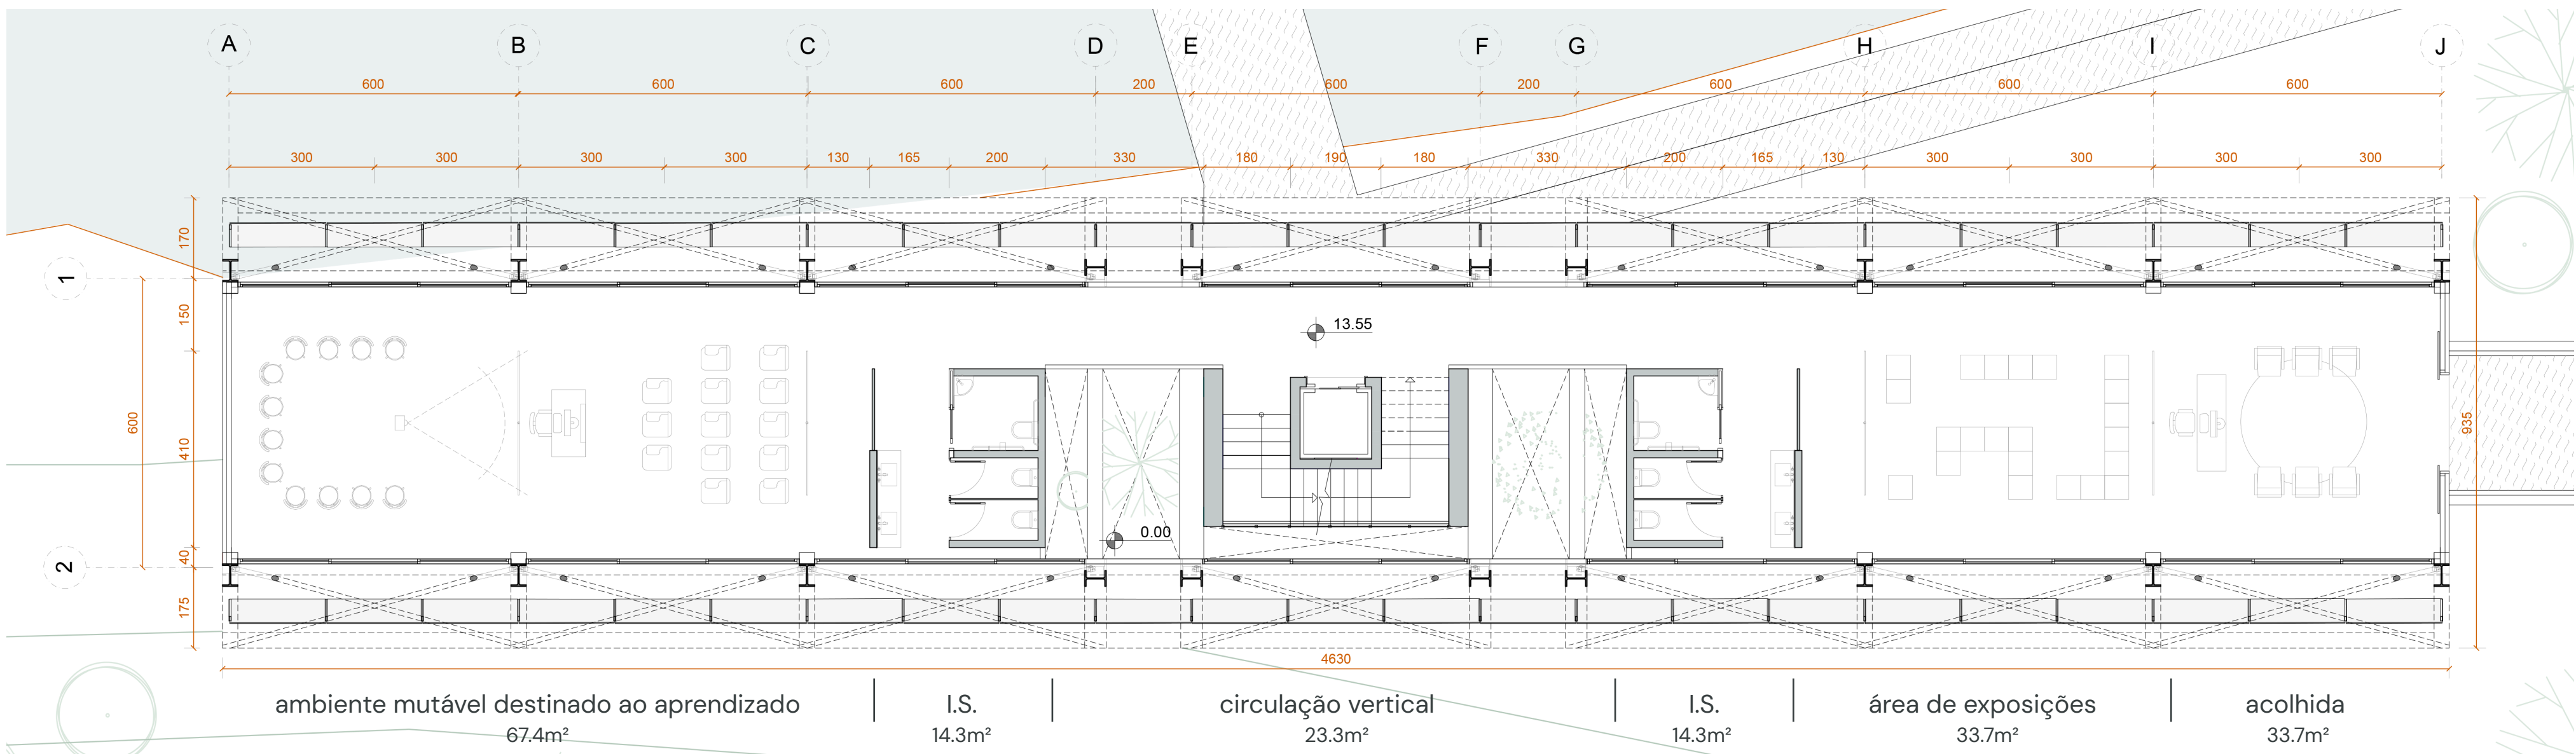 A B C D E F G H I J
600 600 600 200 600 200 600 600 600
300 300 300 300 130 165 200 330 180 190 180 330 200 165 130 300 300 300 300
170
1
150
13.55
600
410
935
0.00
40
2
175
4630
ambiente mutável destinado ao aprendizado I.S. circulação vertical I.S. área de exposições acolhida
67.4m² 14.3m² 23.3m² 14.3m² 33.7m² 33.7m²